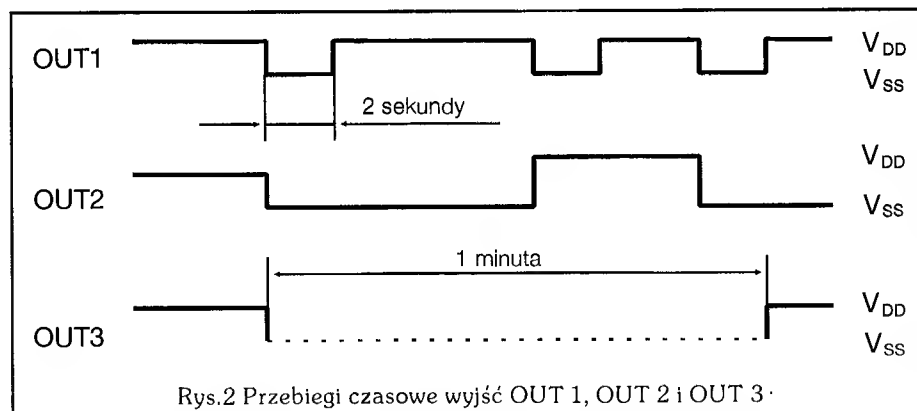 OUT1
V_DD
V_SS
2 sekundy
OUT2
V_DD
V_SS
1 minuta
OUT3
V_DD
V_SS
Rys.2 Przebiegi czasowe wyjść OUT 1, OUT 2 i OUT 3